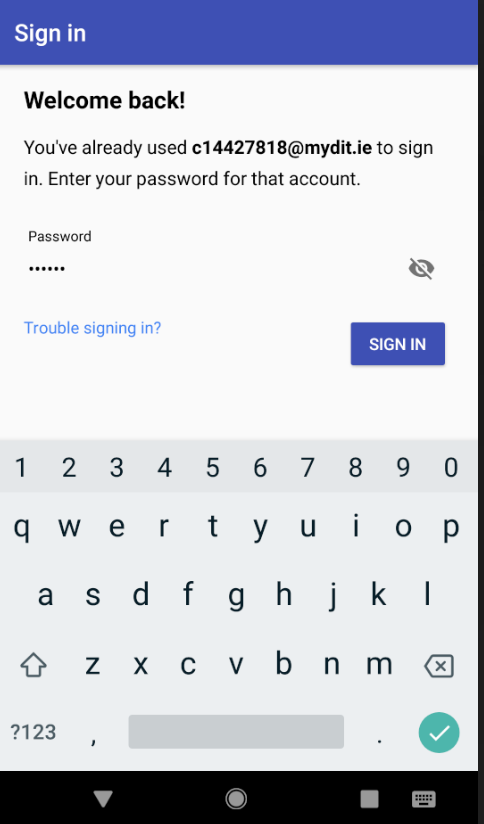 Sign in
Welcome back!
You've already used c14427818@mydit.ie to sign
in. Enter your password for that account.
Password
••••••
Trouble signing in?
SIGN IN
1 2 3 4 5 6 7 8 9 0
q w e r t y u i o p
a s d f g h j k l
z x c v b n m
?123 , .